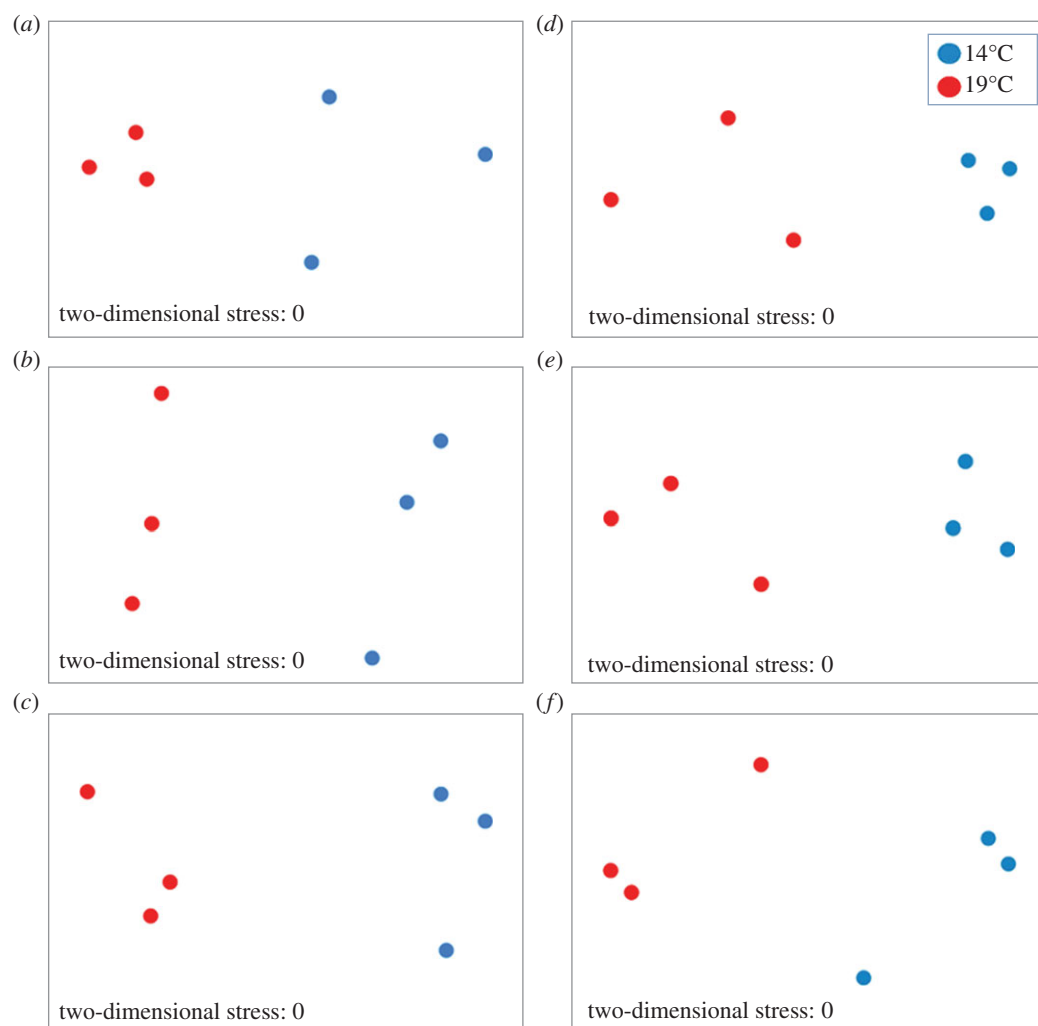 (a)
two-dimensional stress: 0
(b)
two-dimensional stress: 0
(c)
two-dimensional stress: 0
(d)
14°C
19°C
two-dimensional stress: 0
(e)
two-dimensional stress: 0
(f)
two-dimensional stress: 0